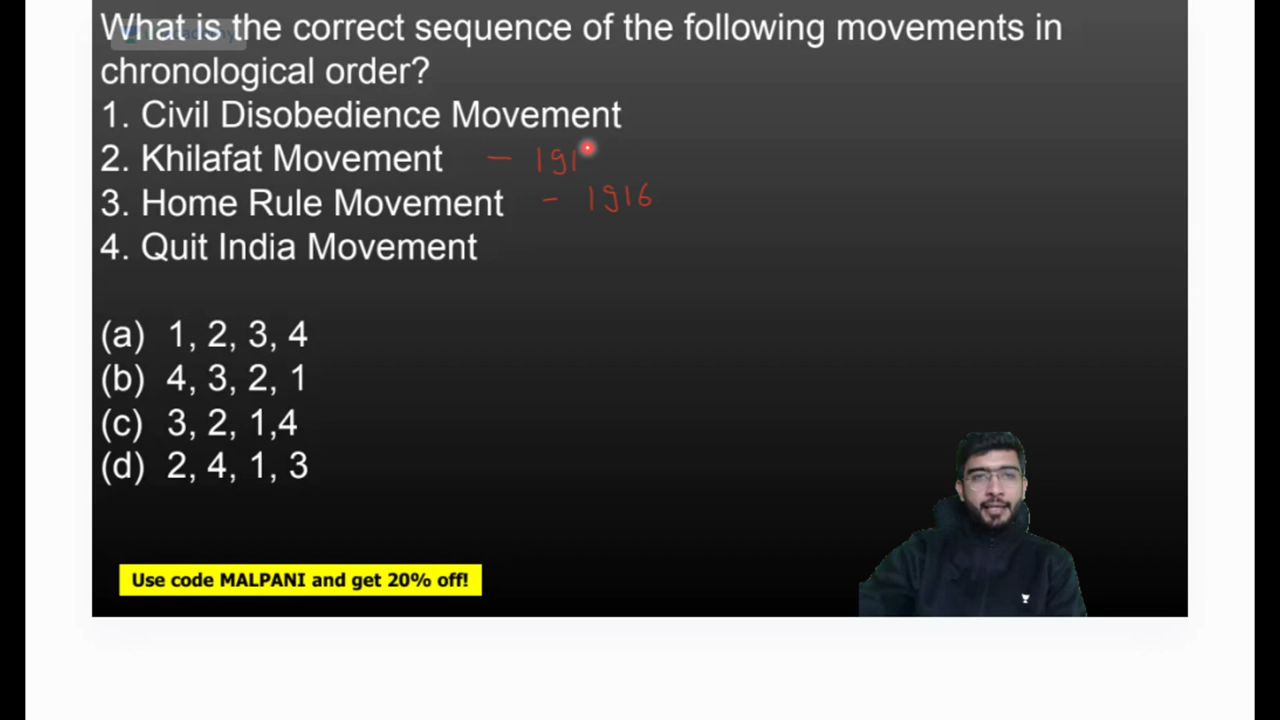 What is the correct sequence of the following movements in
chronological order?
1. Civil Disobedience Movement
2. Khilafat Movement - 191
3. Home Rule Movement - 1916
4. Quit India Movement
(a) 1, 2, 3, 4
(b) 4, 3, 2, 1
(c) 3, 2, 1,4
(d) 2, 4, 1, 3
Use code MALPANI and get 20% off!